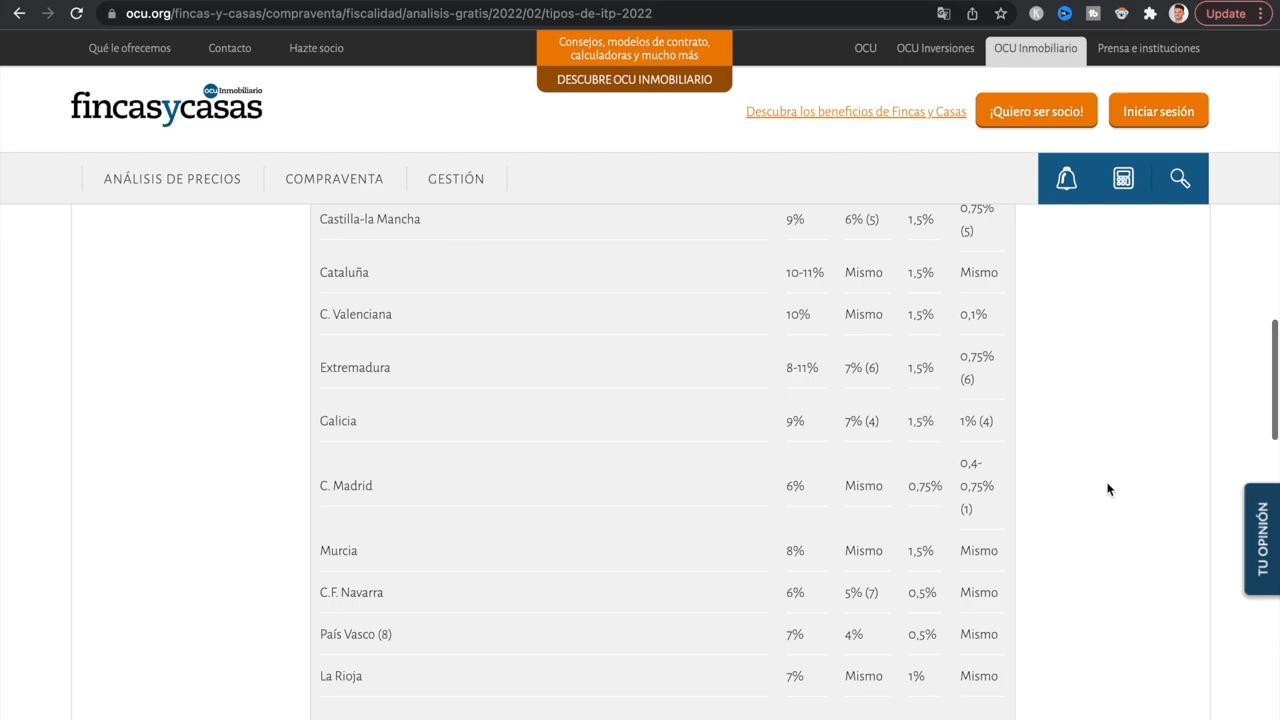 ocu.org/fincas-y-casas/compraventa/fiscalidad/analisis-gratis/2022/02/tipos-de-itp-2022
Update
Qué le ofrecemos Contacto Hazte socio
Consejos, modelos de contrato,
calculadoras y mucho más
DESCUBRE OCU INMOBILIARIO
OCU OCU Inversiones OCU Inmobiliario Prensa e instituciones
ocu Inmobiliario
fincasycasas
Descubra los beneficios de Fincas y Casas ¡Quiero ser socio! Iniciar sesión
ANÁLISIS DE PRECIOS COMPRAVENTA GESTIÓN
Castilla-la Mancha 9% 6% (5) 1,5% 0,75%
(5)
Cataluña 10-11% Mismo 1,5% Mismo
C. Valenciana 10% Mismo 1,5% 0,1%
Extremadura 8-11% 7% (6) 1,5% 0,75%
(6)
Galicia 9% 7% (4) 1,5% 1% (4)
C. Madrid 6% Mismo 0,75% 0,4-
0,75%
(1)
Murcia 8% Mismo 1,5% Mismo
C.F. Navarra 6% 5% (7) 0,5% Mismo
País Vasco (8) 7% 4% 0,5% Mismo
La Rioja 7% Mismo 1% Mismo
TU OPINIÓN